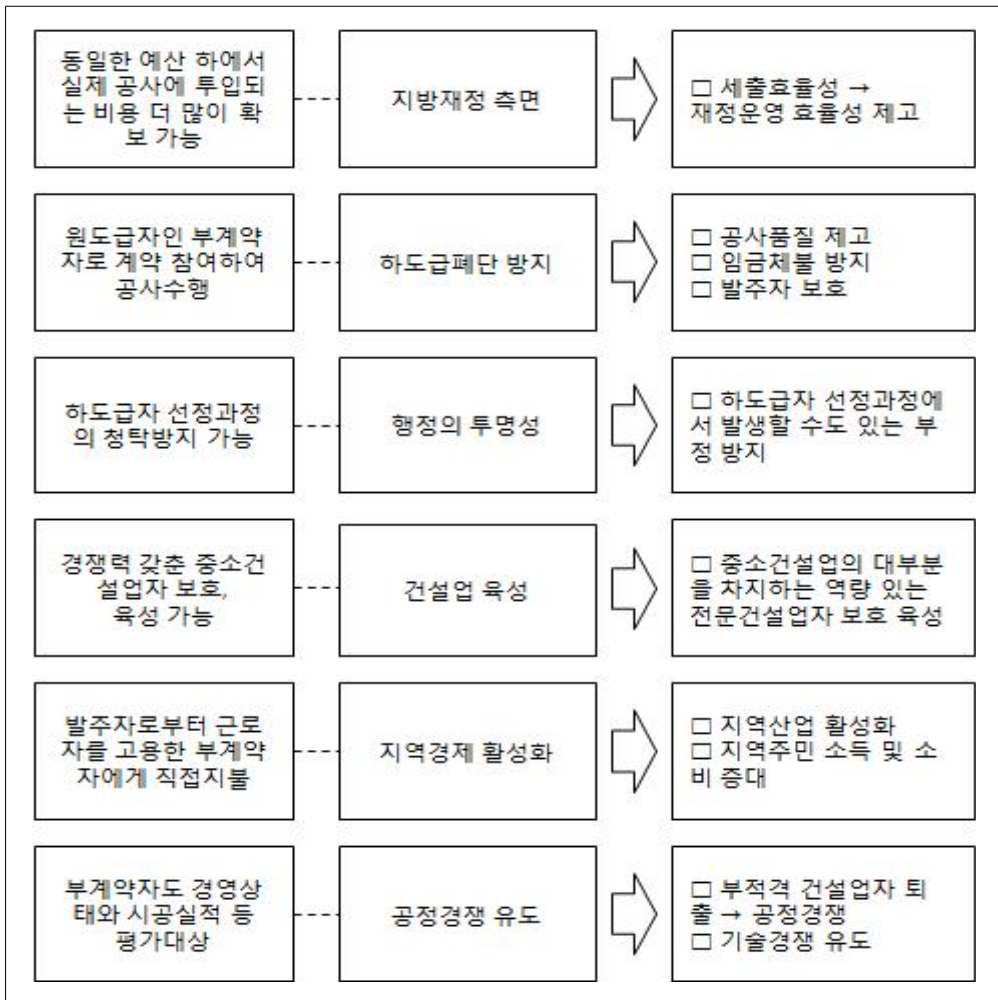 동일한 예산 하에서
실제 공사에 투입되
는 비용 더 많이 확
보 가능
지방재정 측면
□ 세출효율성 →
재정운영 효율성 제고
원도급자인 부계약
자로 계약 참여하여
공사수행
하도급폐단 방지
□ 공사품질 제고
□ 임금체불 방지
□ 발주자 보호
하도급자 선정과정
의 청탁방지 가능
행정의 투명성
□ 하도급자 선정과정에
서 발생할 수도 있는 부
정 방지
경쟁력 갖춘 중소건
설업자 보호,
육성 가능
건설업 육성
□ 중소건설업의 대부분
을 차지하는 역량 있는
전문건설업자 보호 육성
발주자로부터 근로
자를 고용한 부계약
자에게 직접지불
지역경제 활성화
□ 지역산업 활성화
□ 지역주민 소득 및 소
비 증대
부계약자도 경영상
태와 시공실적 등
평가대상
공정경쟁 유도
□ 부적격 건설업자 퇴
출 → 공정경쟁
□ 기술경쟁 유도